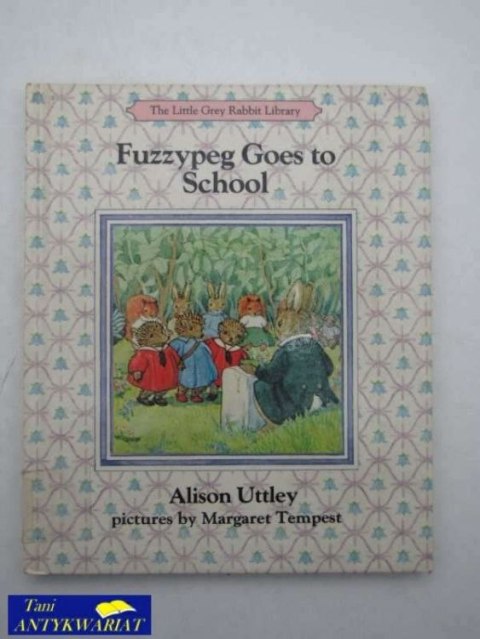 The Little Grey Rabbit Library
Fuzzypeg Goes to
School
Alison Uttley
pictures by Margaret Tempest
Tani
ANTYKWARIAT